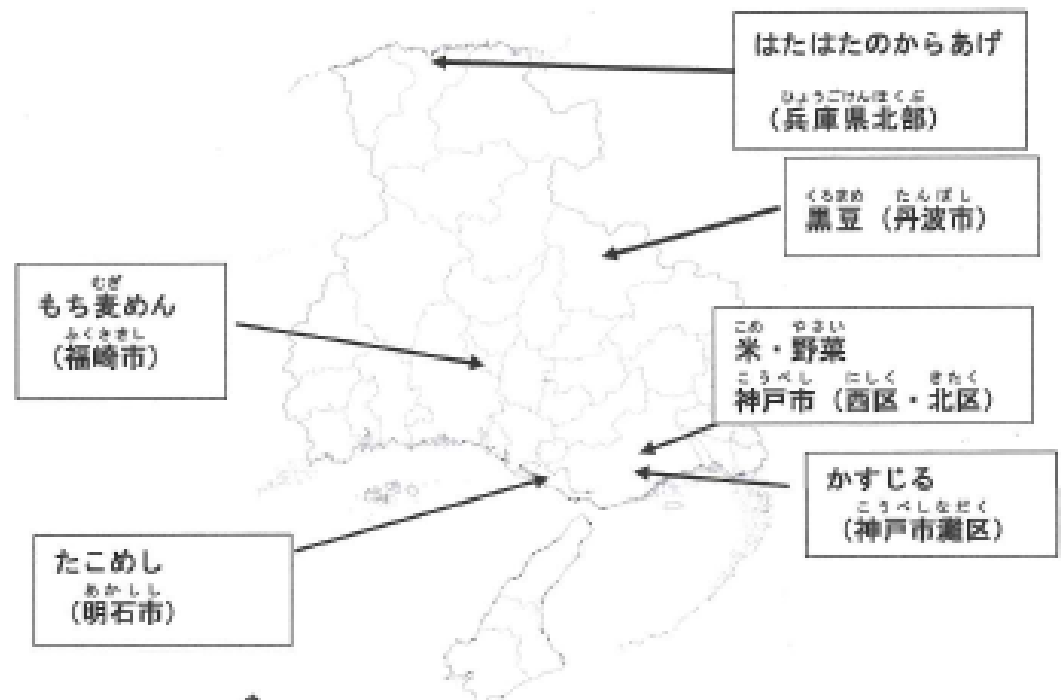 はたはたのからあげ
ひょうごけんほくぶ
(兵庫県北部)
くろまめ たんばし
黒豆(丹波市)
むぎ
もち麦めん
ふくさきし
(福崎市)
こめ やさい
米・野菜
こうべし にしく きたく
神戸市(西区・北区)
かすじる
こうべしなだく
(神戸市灘区)
たこめし
あかしし
(明石市)